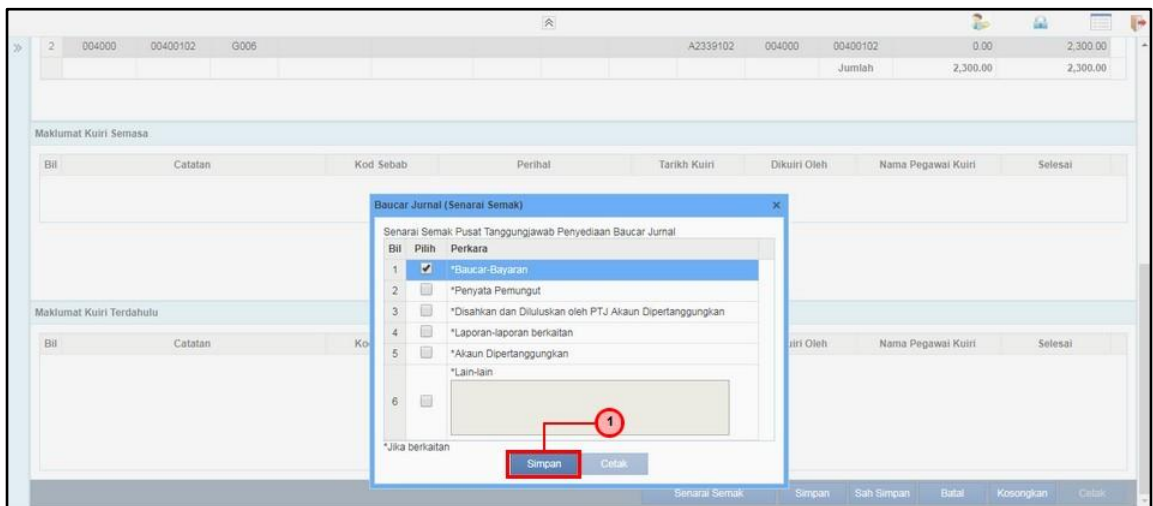 2 004000 00400102 G006 A2339102 004000 00400102 0.00 2,300.00
Jumlah 2,300.00 2,300.00
Maklumat Kuiri Semasa
Bil Catatan Kod Sebab Perihal Tarikh Kuiri Dikuiri Oleh Nama Pegawai Kuiri Selesai
Baucar Jurnal (Senarai Semak)
Senarai Semak Pusat Tanggungjawab Penyediaan Baucar Jurnal
Bil Pilih Perkara
1 *Baucar-Bayaran
2 *Penyata Pemungut
3 *Disahkan dan Diluluskan oleh PTJ Akaun Dipertanggungkan
4 *Laporan-laporan berkaitan
5 *Akaun Dipertanggungkan
*Lain-lain
6
1
*Jika berkaitan
Simpan Cetak
Maklumat Kuiri Terdahulu
Bil Catatan Nama Pegawai Kuiri Selesai
Senarai Semak Simpan Sah Simpan Batal Kosongkan Cetak